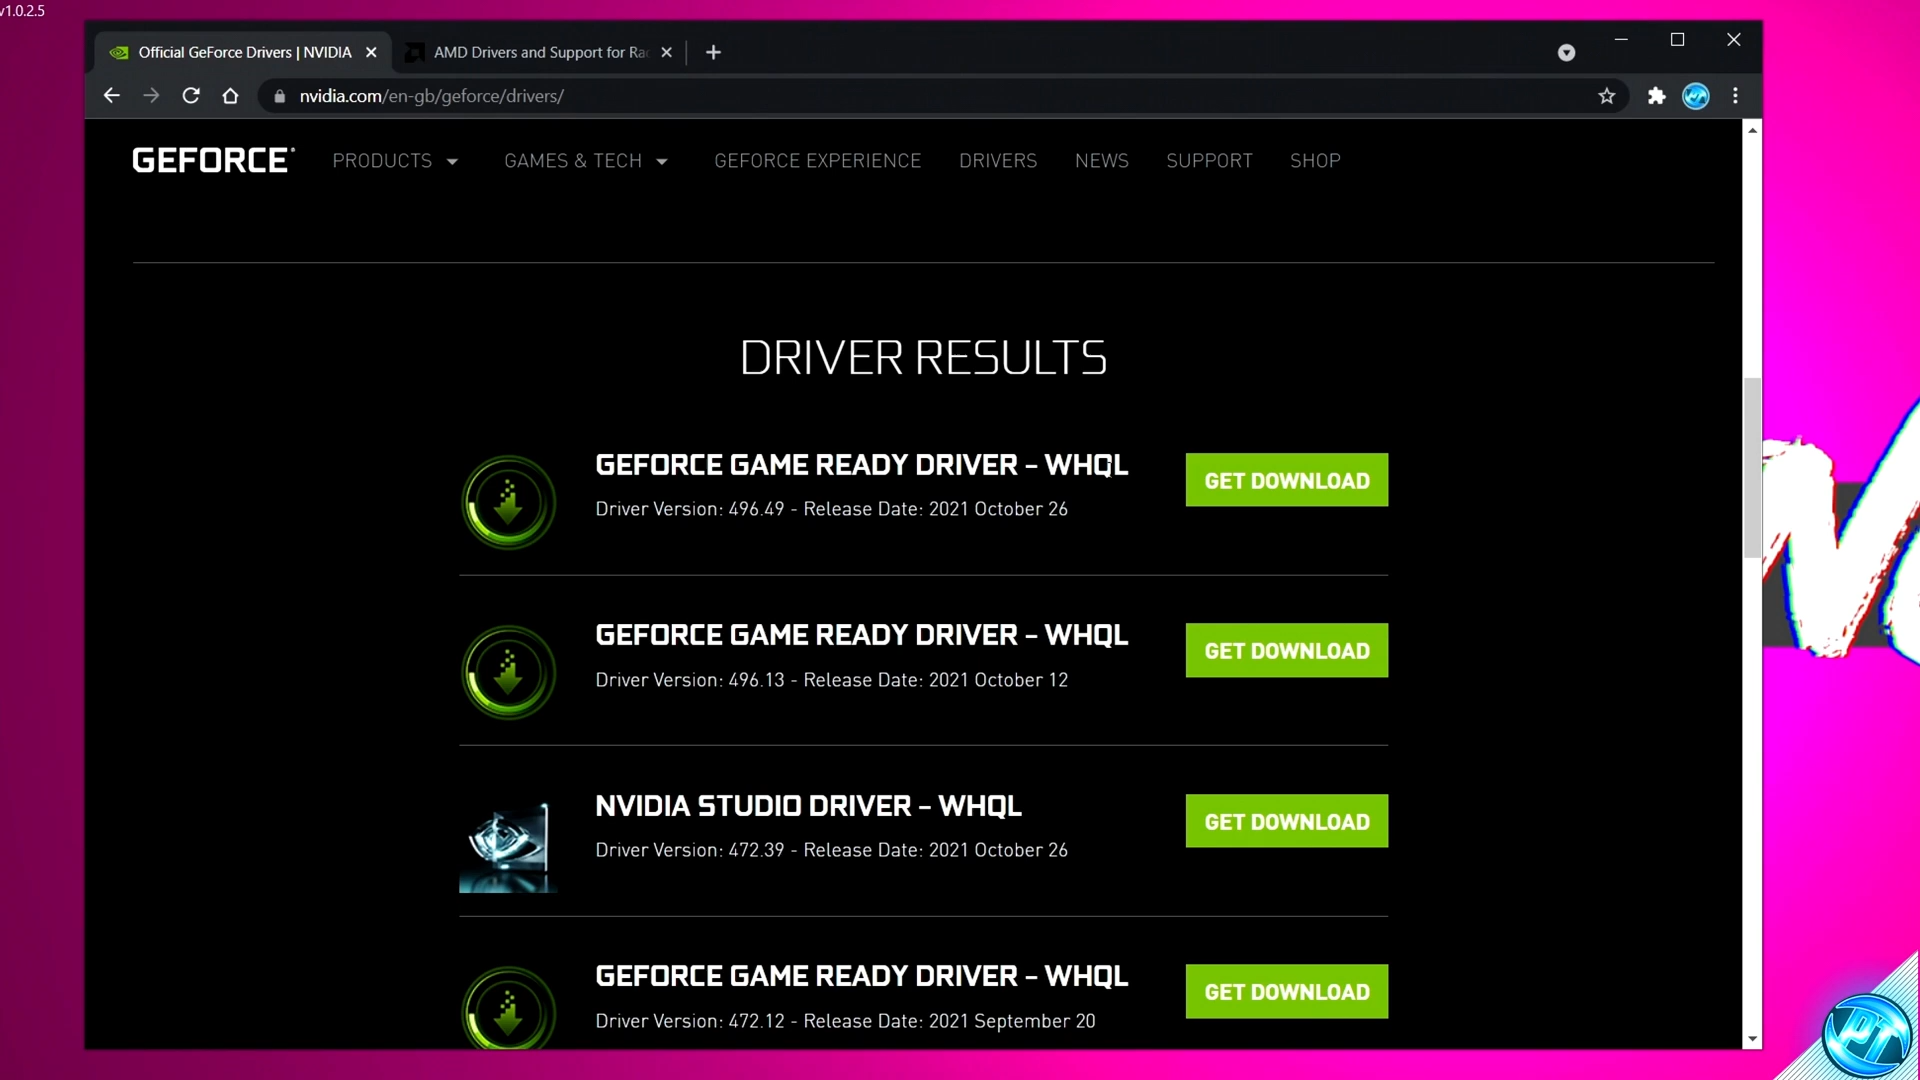 v1.0.2.5
Official GeForce Drivers | NVIDIA
AMD Drivers and Support for Ra
nvidia.com/en-gb/geforce/drivers/
GEFORCE
PRODUCTS
GAMES & TECH
GEFORCE EXPERIENCE
DRIVERS
NEWS
SUPPORT
SHOP
DRIVER RESULTS
GEFORCE GAME READY DRIVER – WHQL
GET DOWNLOAD
Driver Version: 496.49 - Release Date: 2021 October 26
GEFORCE GAME READY DRIVER – WHQL
GET DOWNLOAD
Driver Version: 496.13 - Release Date: 2021 October 12
NVIDIA STUDIO DRIVER – WHQL
GET DOWNLOAD
Driver Version: 472.39 - Release Date: 2021 October 26
GEFORCE GAME READY DRIVER – WHQL
GET DOWNLOAD
Driver Version: 472.12 - Release Date: 2021 September 20
PT